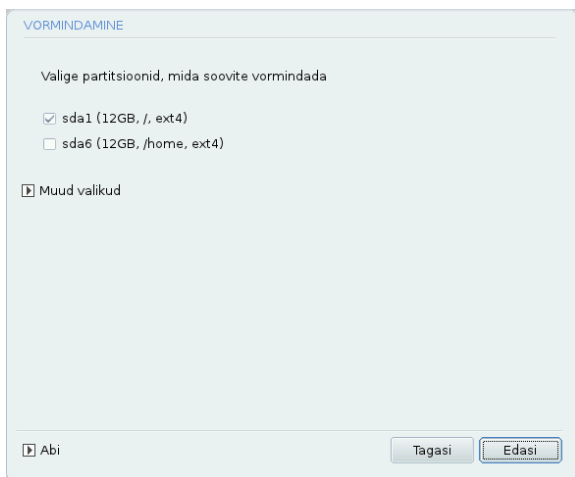 VORMINDAMINE
Valige partitsioonid, mida soovite vormindada
sda1 (12GB, /, ext4)
sda6 (12GB, /home, ext4)
Muud valikud
Abi
Tagasi
Edasi